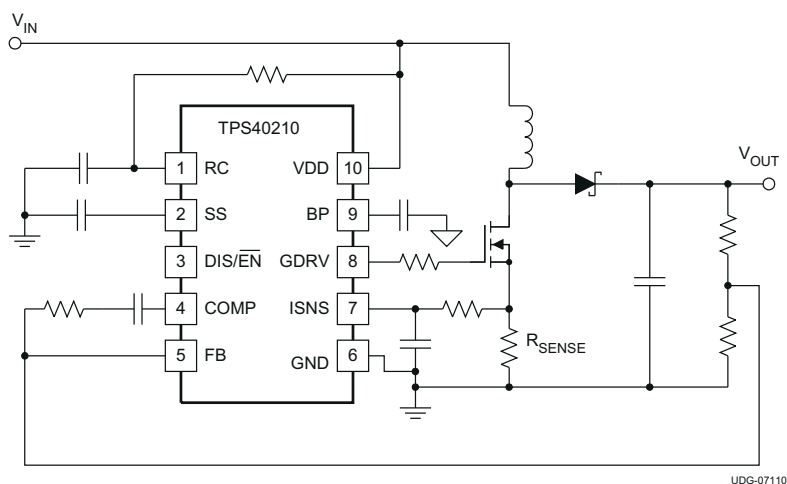 VIN
TPS40210
VOUT
1 RC VDD 10
2 SS BP 9
3 DIS/EN GDRV 8
4 COMP ISNS 7
5 FB GND 6
RSENSE
UDG-07110